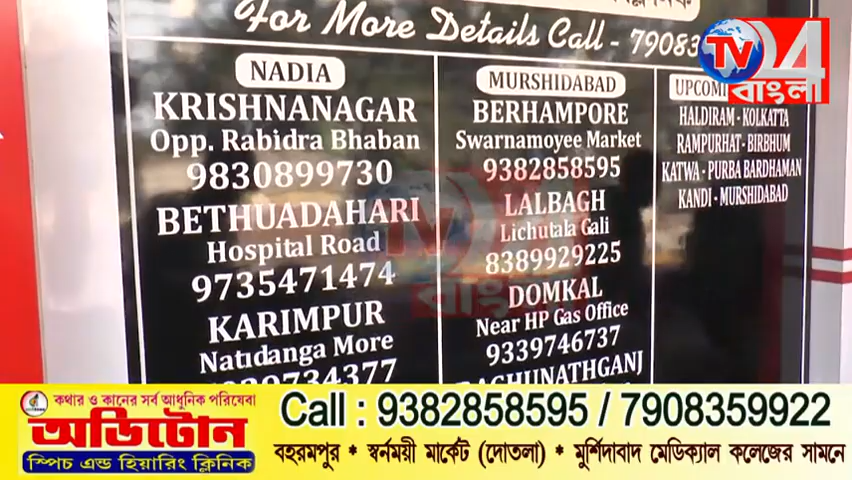 For More Details Call - 79083
TV 24
বাংলা
NADIA
KRISHNANAGAR
Opp. Rabidra Bhaban
9830899730
BETHUADAHARI
Hospital Road
9735471474
KARIMPUR
Natidanga More
MURSHIDABAD
BERHAMPORE
Swarnamoyee Market
9382858595
LALBAGH
Lichutala Gali
8389929225
DOMKAL
Near HP Gas Office
9339746737
UPCOMI
HALDIRAM - KOLKATTA
RAMPURHAT - BIRBHUM
KATWA - PURBA BARDHAMAN
KANDI - MURSHIDABAD
কথার ও কানের সর্ব আধুনিক পরিষেবা
অডিটোন
স্পিচ এন্ড হিয়ারিং ক্লিনিক
Call : 9382858595 / 7908359922
বহরমপুর * স্বর্নময়ী মার্কেট (দোতলা) * মুর্শিদাবাদ মেডিক্যাল কলেজের সামনে